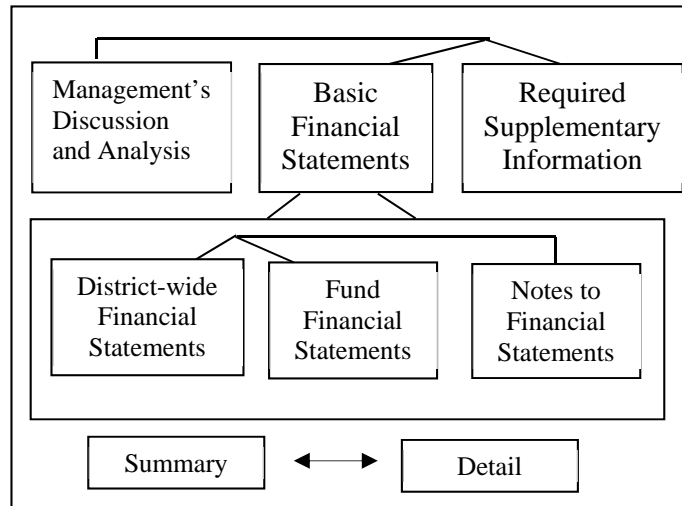 Management's
Discussion
and Analysis
Basic
Financial
Statements
Required
Supplementary
Information
District-wide
Financial
Statements
Fund
Financial
Statements
Notes to
Financial
Statements
Summary
Detail